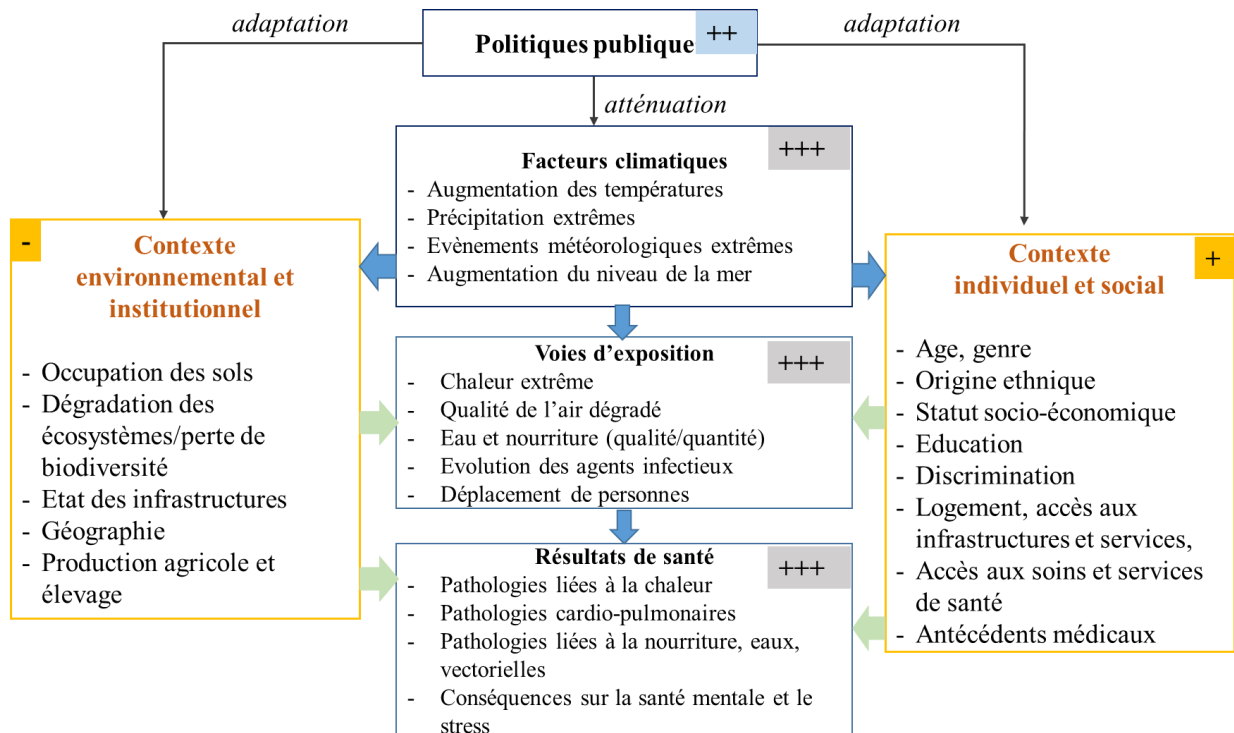 adaptation
Politiques publique
++
adaptation
atténuation
+++
Facteurs climatiques
- Augmentation des températures
- Précipitation extrêmes
- Evènements météorologiques extrêmes
- Augmentation du niveau de la mer
-
Contexte
environnemental et
institutionnel
- Occupation des sols
- Dégradation des
écosystèmes/perte de
biodiversité
- Etat des infrastructures
- Géographie
- Production agricole et
élevage
Voies d’exposition
+++
- Chaleur extrême
- Qualité de l’air dégradé
- Eau et nourriture (qualité/quantité)
- Evolution des agents infectieux
- Déplacement de personnes
Résultats de santé
+++
- Pathologies liées à la chaleur
- Pathologies cardio-pulmonaires
- Pathologies liées à la nourriture, eaux,
vectorielles
- Conséquences sur la santé mentale et le
stress
Contexte
individuel et social
+
- Age, genre
- Origine ethnique
- Statut socio-économique
- Education
- Discrimination
- Logement, accès aux
infrastructures et services,
- Accès aux soins et services
de santé
- Antécédents médicaux